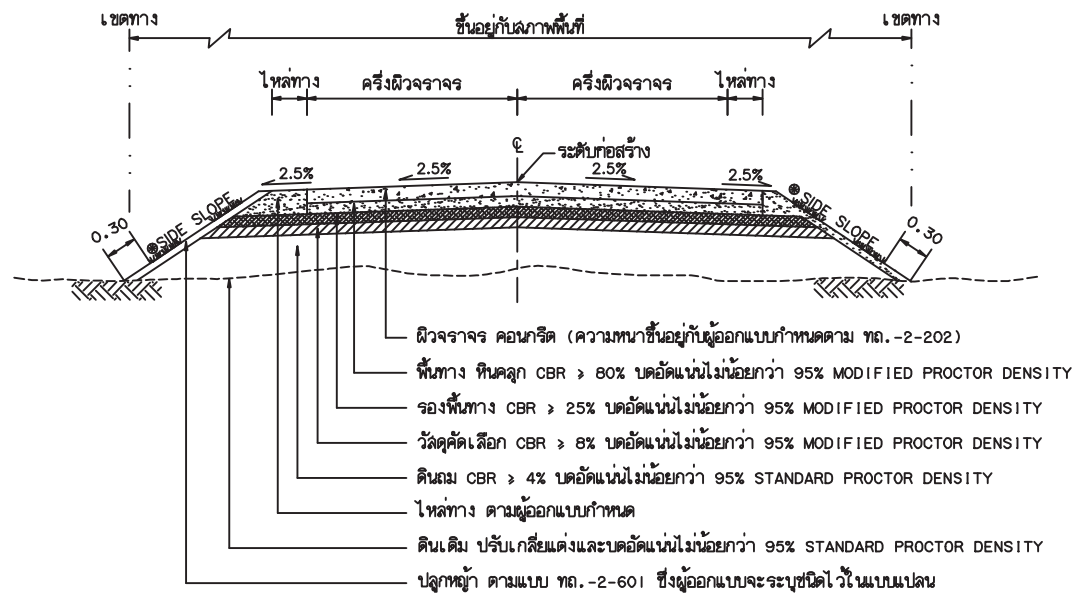 เขตทาง
เขตทาง
ขึ้นอยู่กับสภาพพื้นที่
ไหล่ทาง
ครึ่งผิวจราจร
ครึ่งผิวจราจร
ไหล่ทาง
℄
ระดับก่อสร้าง
2.5%
2.5%
2.5%
2.5%
SIDE SLOPE
SIDE SLOPE
0.30
0.30
ผิวจราจร คอนกรีต (ความหนาขึ้นอยู่กับผู้ออกแบบกำหนดตาม ทถ.-2-202)
พื้นทาง หินคลุก CBR ≥ 80% บดอัดแน่นไม่น้อยกว่า 95% MODIFIED PROCTOR DENSITY
รองพื้นทาง CBR ≥ 25% บดอัดแน่นไม่น้อยกว่า 95% MODIFIED PROCTOR DENSITY
วัสดุคัดเลือก CBR ≥ 8% บดอัดแน่นไม่น้อยกว่า 95% MODIFIED PROCTOR DENSITY
ดินถม CBR ≥ 4% บดอัดแน่นไม่น้อยกว่า 95% STANDARD PROCTOR DENSITY
ไหล่ทาง ตามผู้ออกแบบกำหนด
ดินเดิม ปรับเกลี่ยแต่งและบดอัดแน่นไม่น้อยกว่า 95% STANDARD PROCTOR DENSITY
ปลูกหญ้า ตามแบบ ทถ.-2-601 ซึ่งผู้ออกแบบจะระบุชนิดไว้ในแบบแปลน